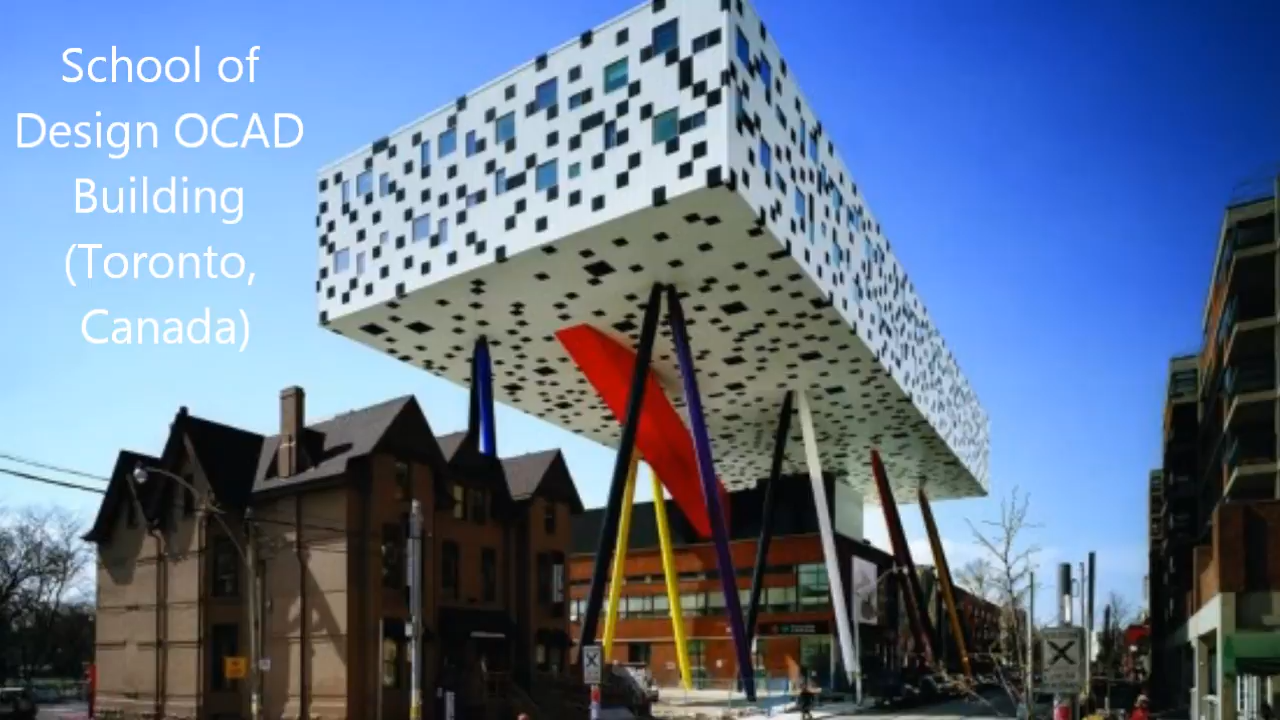 School of
Design OCAD
Building
(Toronto,
Canada)